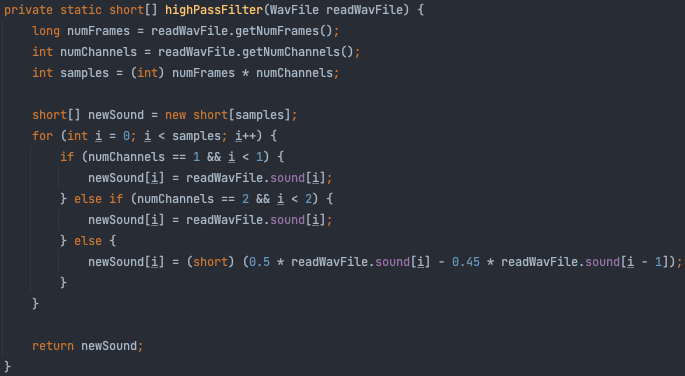 private static short[] highPassFilter(WavFile readWavFile) {
    long numFrames = readWavFile.getNumFrames();
    int numChannels = readWavFile.getNumChannels();
    int samples = (int) numFrames * numChannels;

    short[] newSound = new short[samples];
    for (int i = 0; i < samples; i++) {
        if (numChannels == 1 && i < 1) {
            newSound[i] = readWavFile.sound[i];
        } else if (numChannels == 2 && i < 2) {
            newSound[i] = readWavFile.sound[i];
        } else {
            newSound[i] = (short) (0.5 * readWavFile.sound[i] - 0.45 * readWavFile.sound[i - 1]);
        }
    }

    return newSound;
}